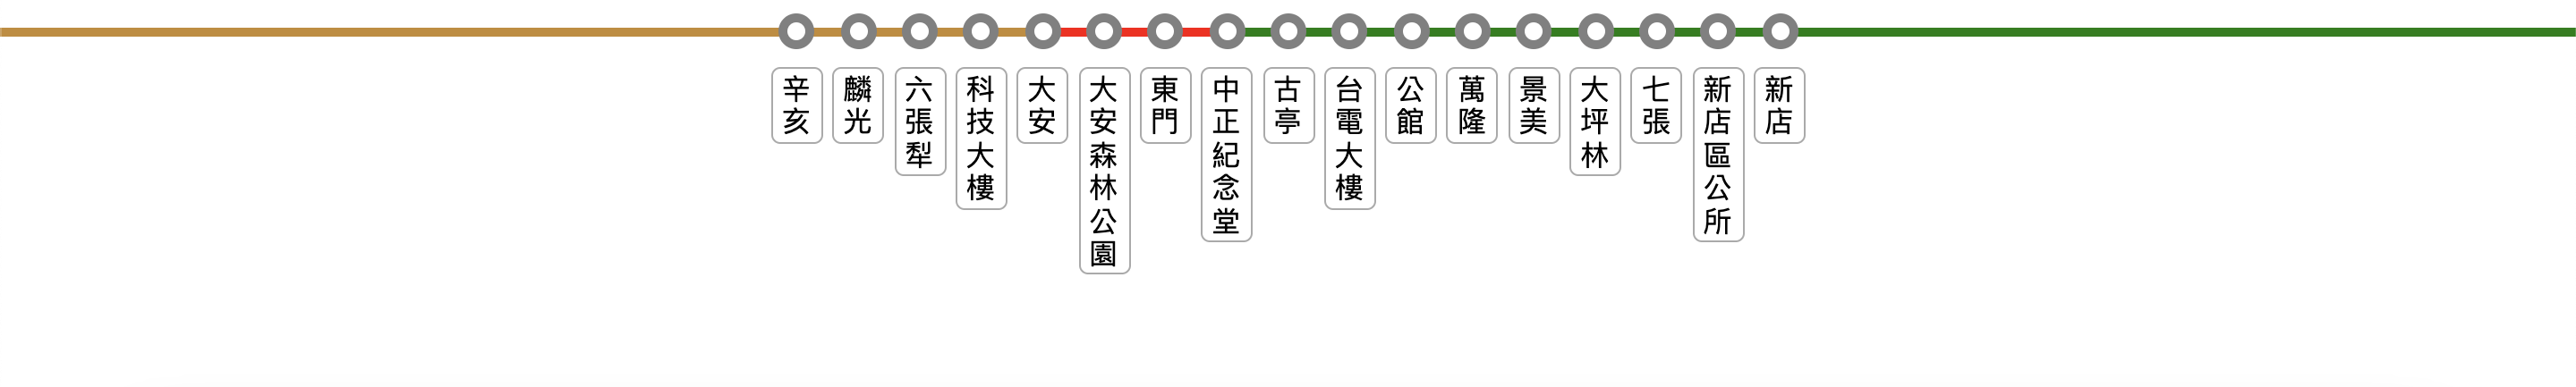 辛亥
麟光
六張犁
科技大樓
大安
大安森林公園
東門
中正紀念堂
古亭
台電大樓
公館
萬隆
景美
大坪林
七張
新店區公所
新店